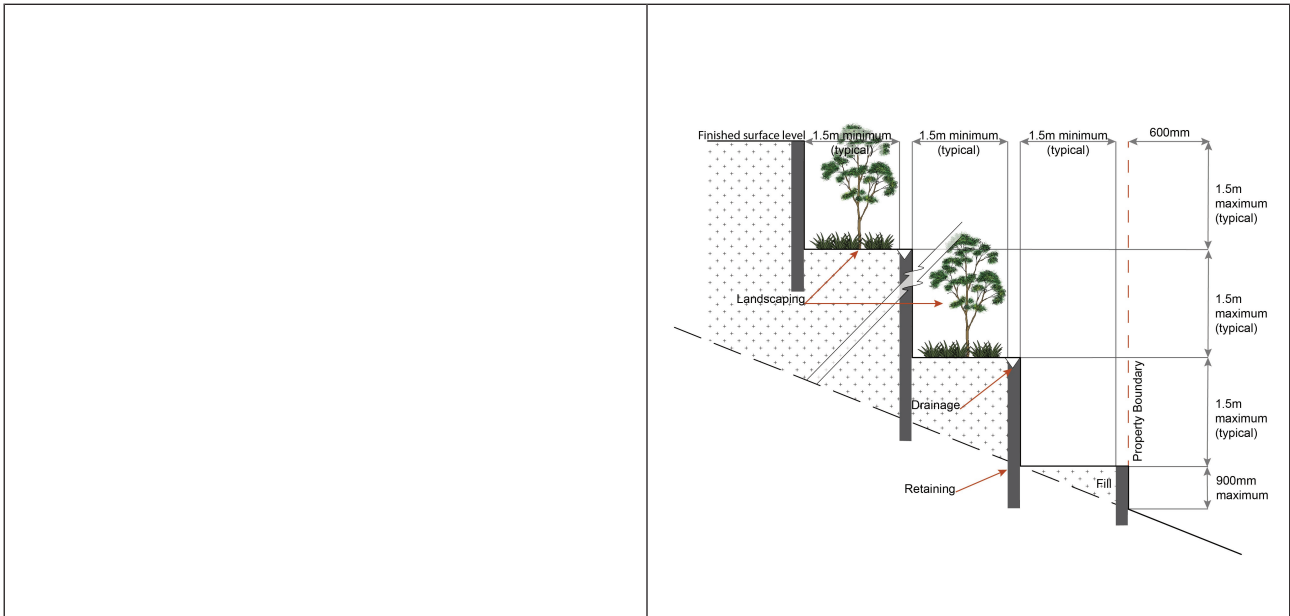 Finished surface level
1.5m minimum
(typical)
1.5m minimum
(typical)
1.5m minimum
(typical)
600mm
1.5m
maximum
(typical)
1.5m
maximum
(typical)
Landscaping
1.5m
maximum
(typical)
Property Boundary
Drainage
Retaining
Fill
900mm
maximum